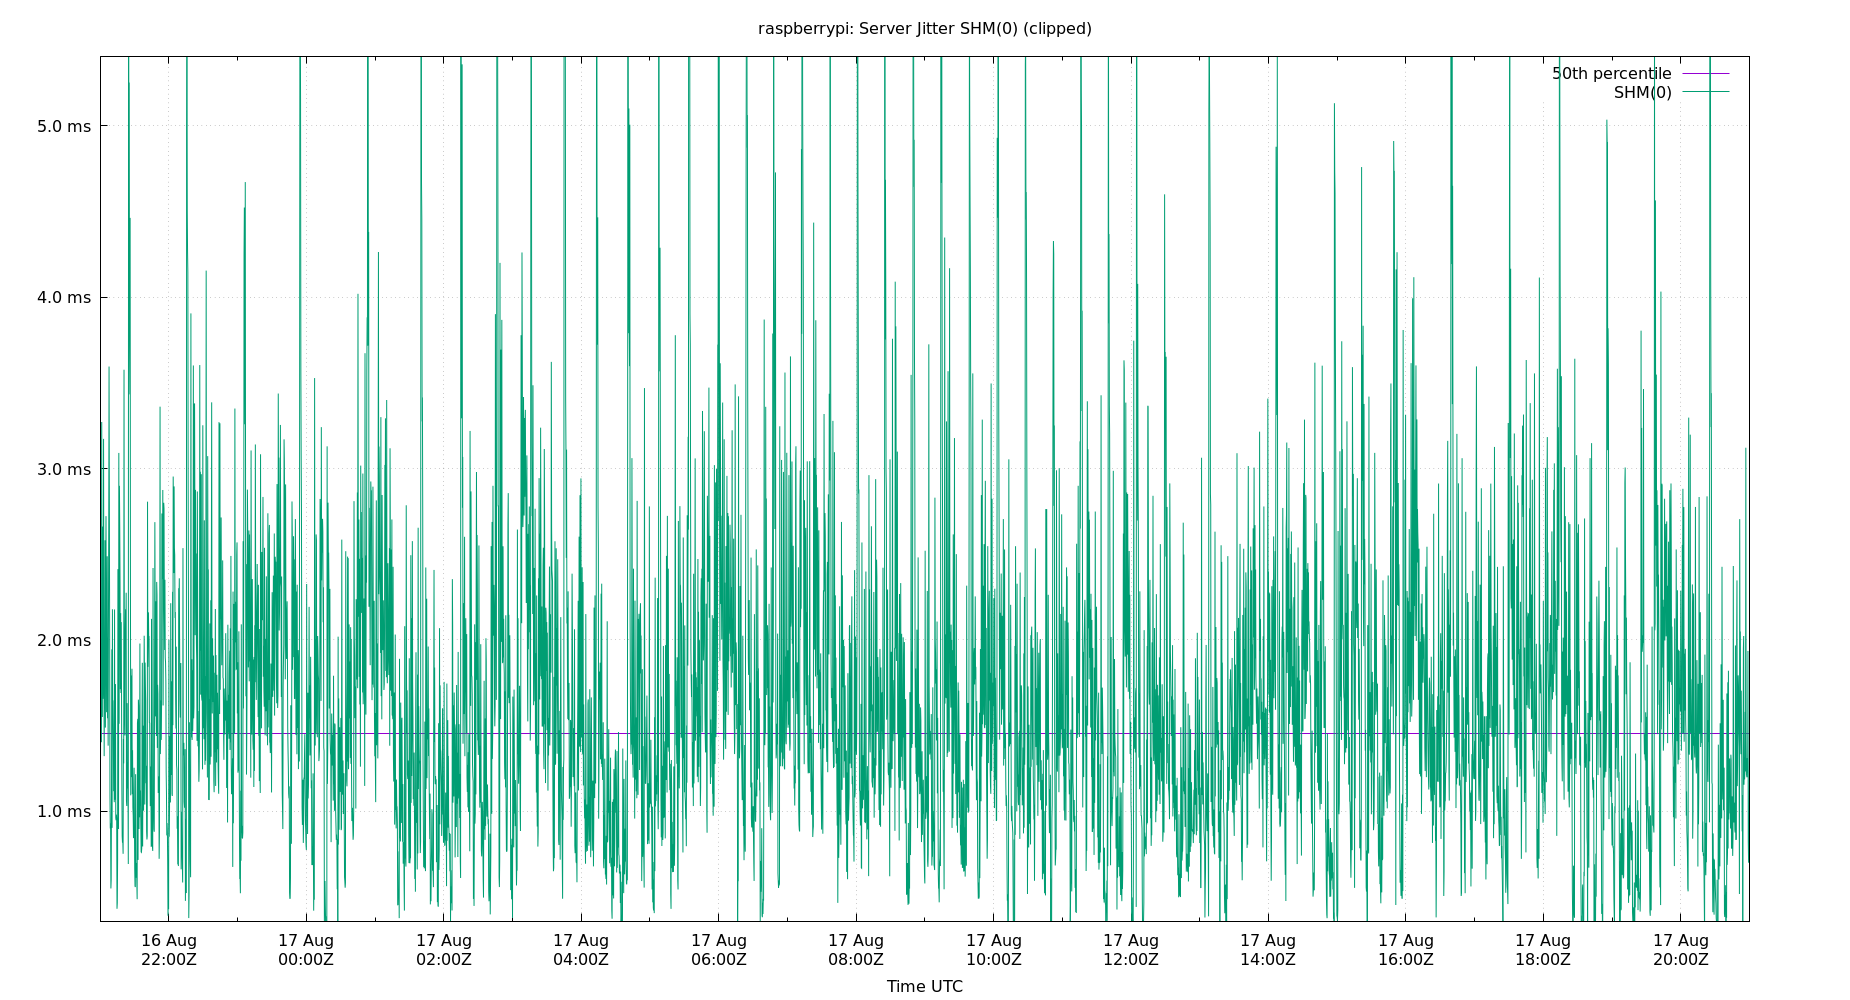 raspberrypi: Server Jitter SHM(0) (clipped)
50th percentile
SHM(0)
5.0 ms
4.0 ms
3.0 ms
2.0 ms
1.0 ms
16 Aug 17 Aug 17 Aug 17 Aug 17 Aug 17 Aug 17 Aug 17 Aug 17 Aug 17 Aug 17 Aug 17 Aug
22:00Z 00:00Z 02:00Z 04:00Z 06:00Z 08:00Z 10:00Z 12:00Z 14:00Z 16:00Z 18:00Z 20:00Z
Time UTC